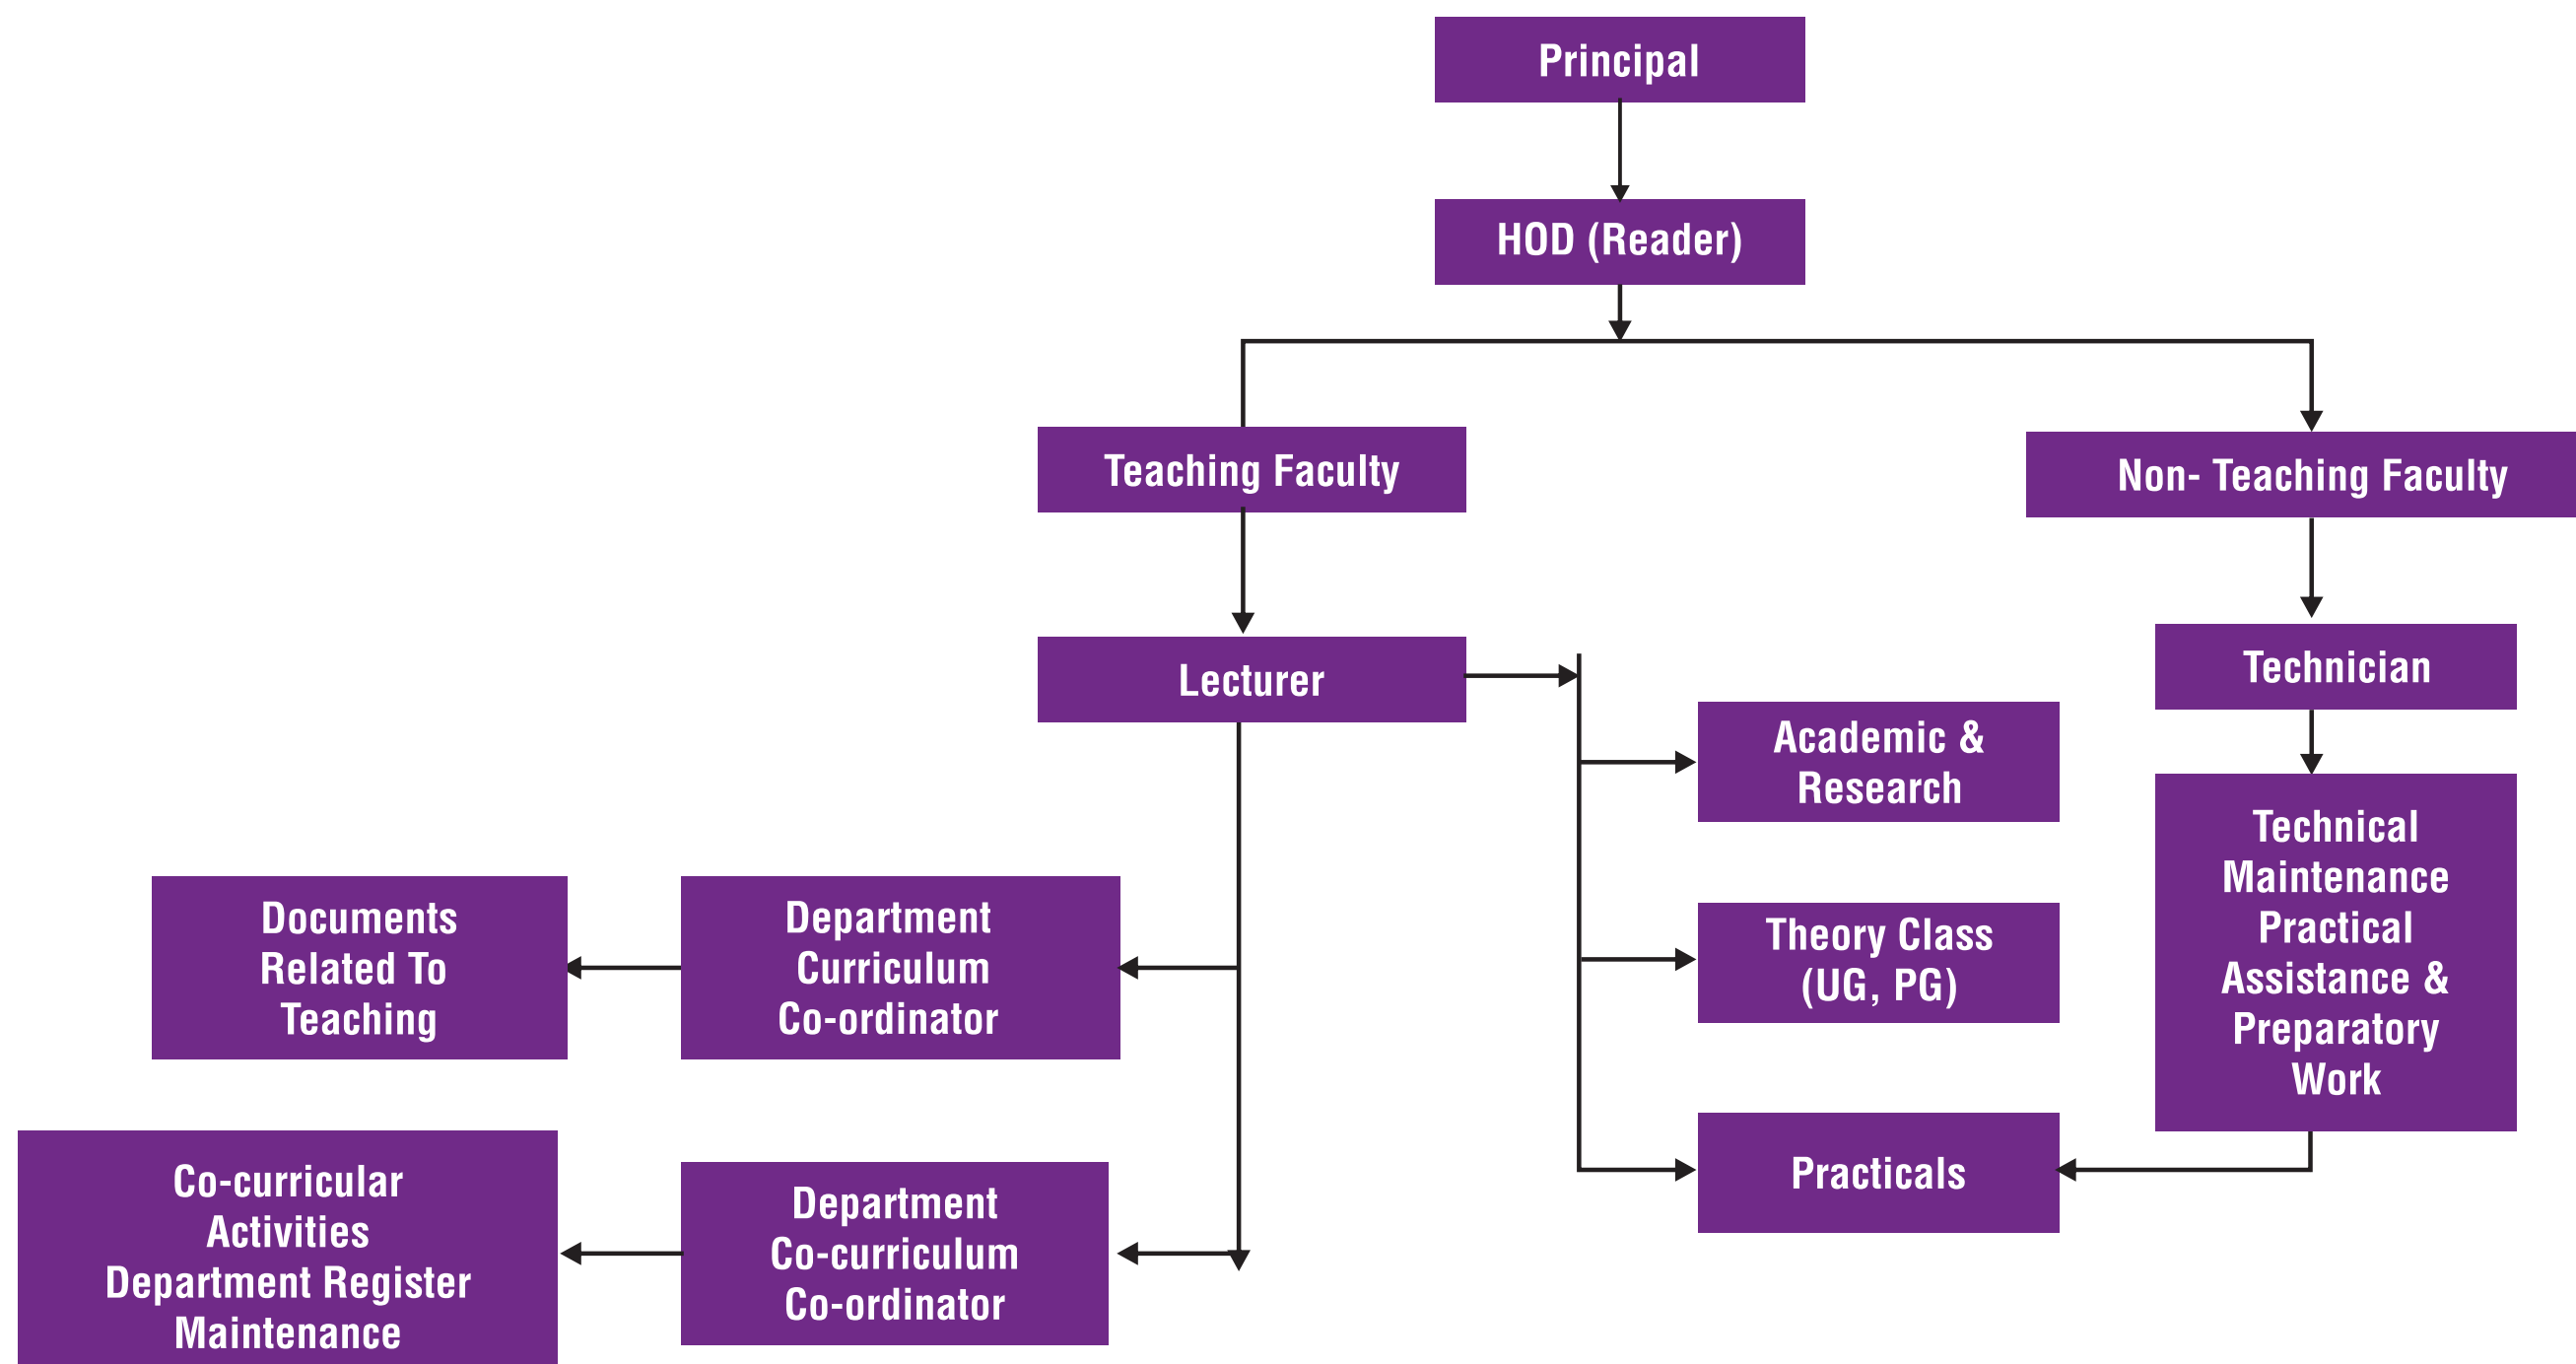 Principal
HOD (Reader)
Teaching Faculty
Non- Teaching Faculty
Lecturer
Technician
Academic &
Research
Technical
Maintenance
Practical
Assistance &
Preparatory
Work
Documents
Related To
Teaching
Department
Curriculum
Co-ordinator
Theory Class
(UG, PG)
Co-curricular
Activities
Department Register
Maintenance
Department
Co-curriculum
Co-ordinator
Practicals